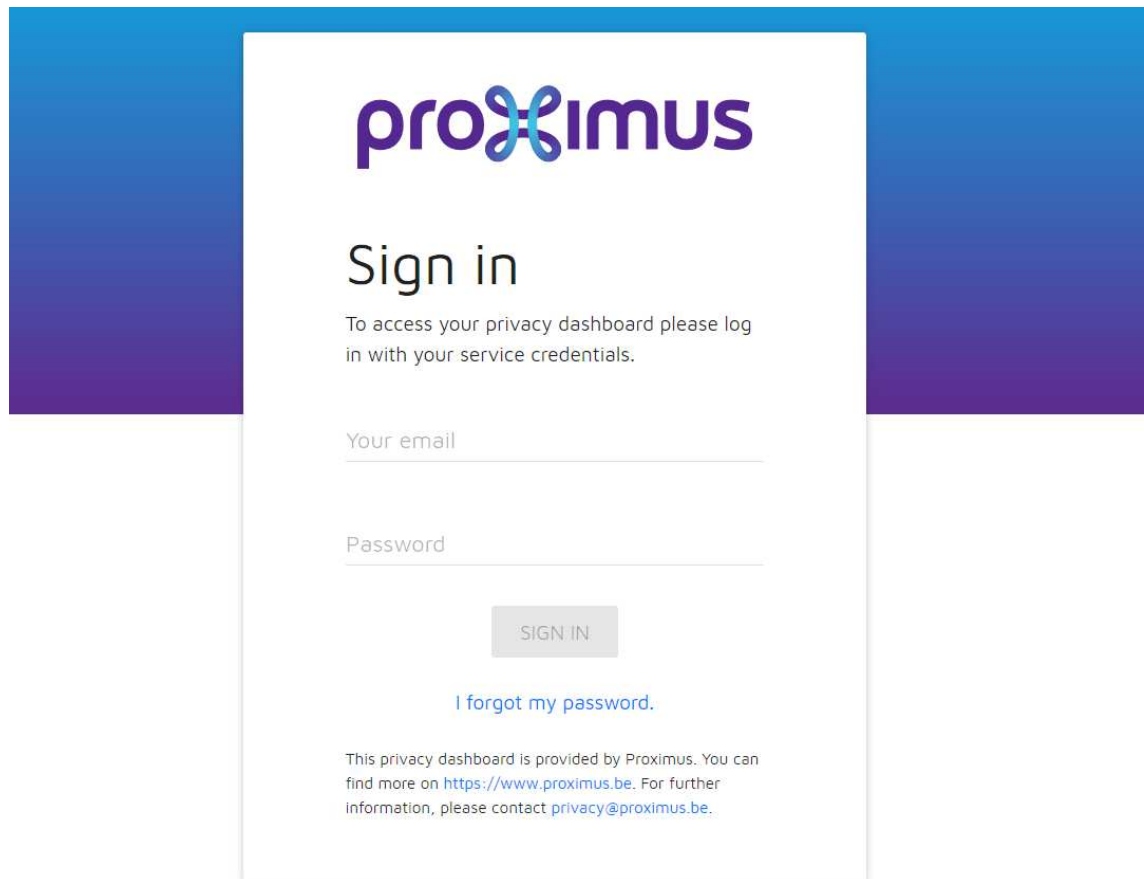 proximus
Sign in
To access your privacy dashboard please log
in with your service credentials.
Your email
Password
SIGN IN
I forgot my password.
This privacy dashboard is provided by Proximus. You can
find more on https://www.proximus.be. For further
information, please contact privacy@proximus.be.